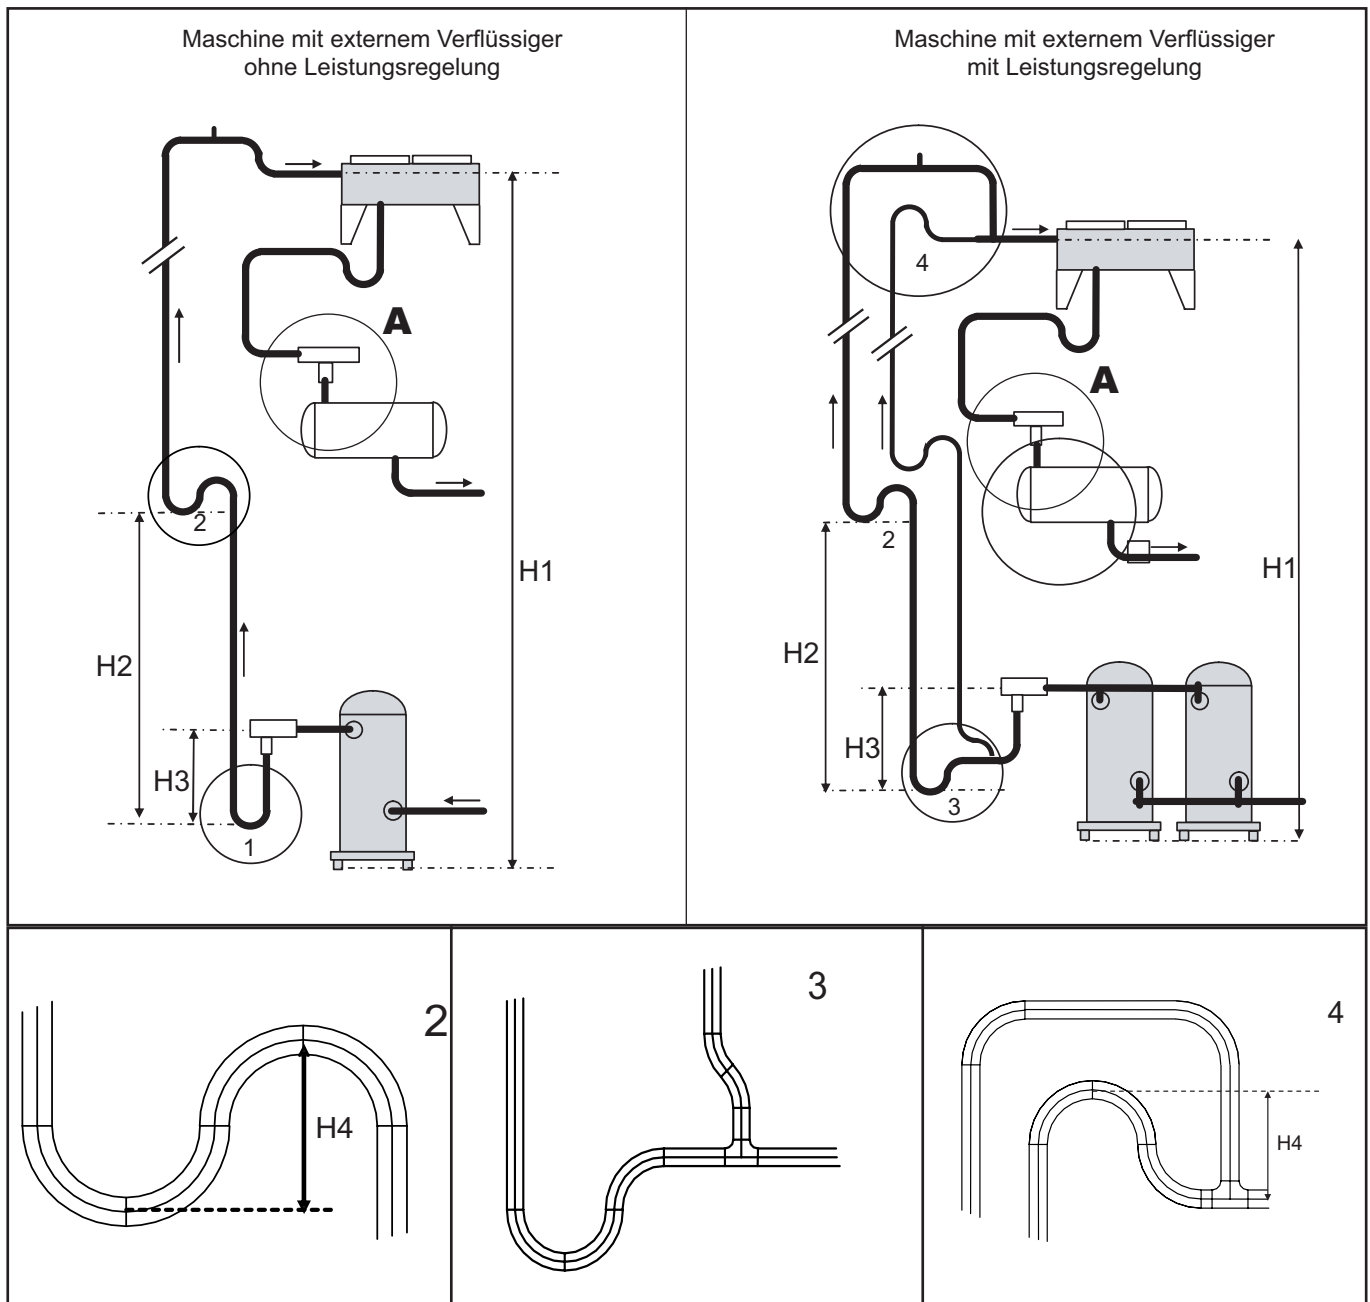 Maschine mit externem Verflüssiger
ohne Leistungsregelung
A
2
H1
H2
H3
1
Maschine mit externem Verflüssiger
mit Leistungsregelung
4
A
2
H1
H2
H3
3
2
H4
3
4
H4